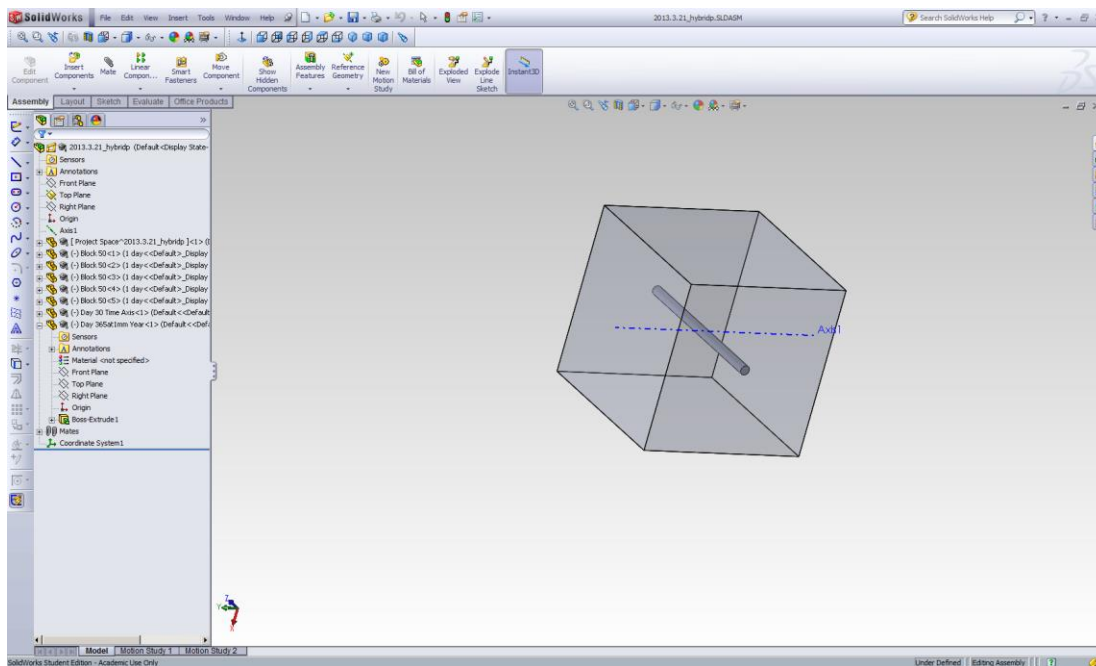 SolidWorks File Edit View Insert Tools Window Help 2013.3.21_hybridp.SLDASM Search SolidWorks Help
Edit Component
Insert Components
Mate
Linear Compon...
Smart Fasteners
Move Component
Show Hidden Components
Assembly Features
Reference Geometry
New Motion Study
Bill of Materials
Exploded View
Explode Line Sketch
Instant3D
Assembly Layout Sketch Evaluate Office Products
2013.3.21_hybridp (Default<Display State-
Sensors
Annotations
Front Plane
Top Plane
Right Plane
Origin
Axis1
[ Project Space^2013.3.21_hybridp ]<1> (
(-) Block 50<1> (1 day<<Default>_Display
(-) Block 50<2> (1 day<<Default>_Display
(-) Block 50<3> (1 day<<Default>_Display
(-) Block 50<4> (1 day<<Default>_Display
(-) Block 50<5> (1 day<<Default>_Display
(-) Day 30 Time Axis<1> (Default<<Default
(-) Day 365at1mm Year<1> (Default<<Def
Sensors
Annotations
Material <not specified>
Front Plane
Top Plane
Right Plane
Origin
Boss-Extrude1
Mates
Coordinate System1
Axis1
Z
Y
X
Model Motion Study 1 Motion Study 2
SolidWorks Student Edition - Academic Use Only Under Defined Editing Assembly